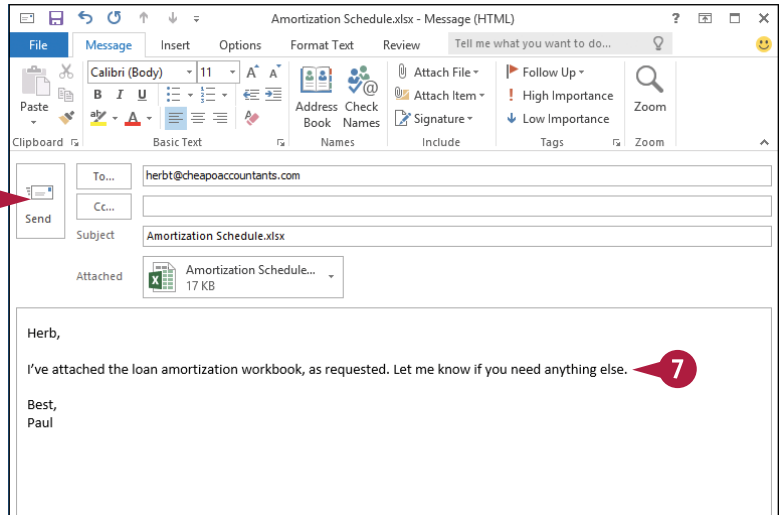 Amortization Schedule.xlsx - Message (HTML) ?
File Message Insert Options Format Text Review Tell me what you want to do...
Calibri (Body) 11 A A
Paste
B I U
aby A
Address Book
Check Names
Attach File
Attach Item
Signature
Follow Up
! High Importance
Low Importance
Zoom
Clipboard Basic Text Names Include Tags Zoom
Send
To... herbt@cheapoaccountants.com
Cc...
Subject Amortization Schedule.xlsx
Attached Amortization Schedule...
17 KB
Herb,
I've attached the loan amortization workbook, as requested. Let me know if you need anything else. 7
Best,
Paul